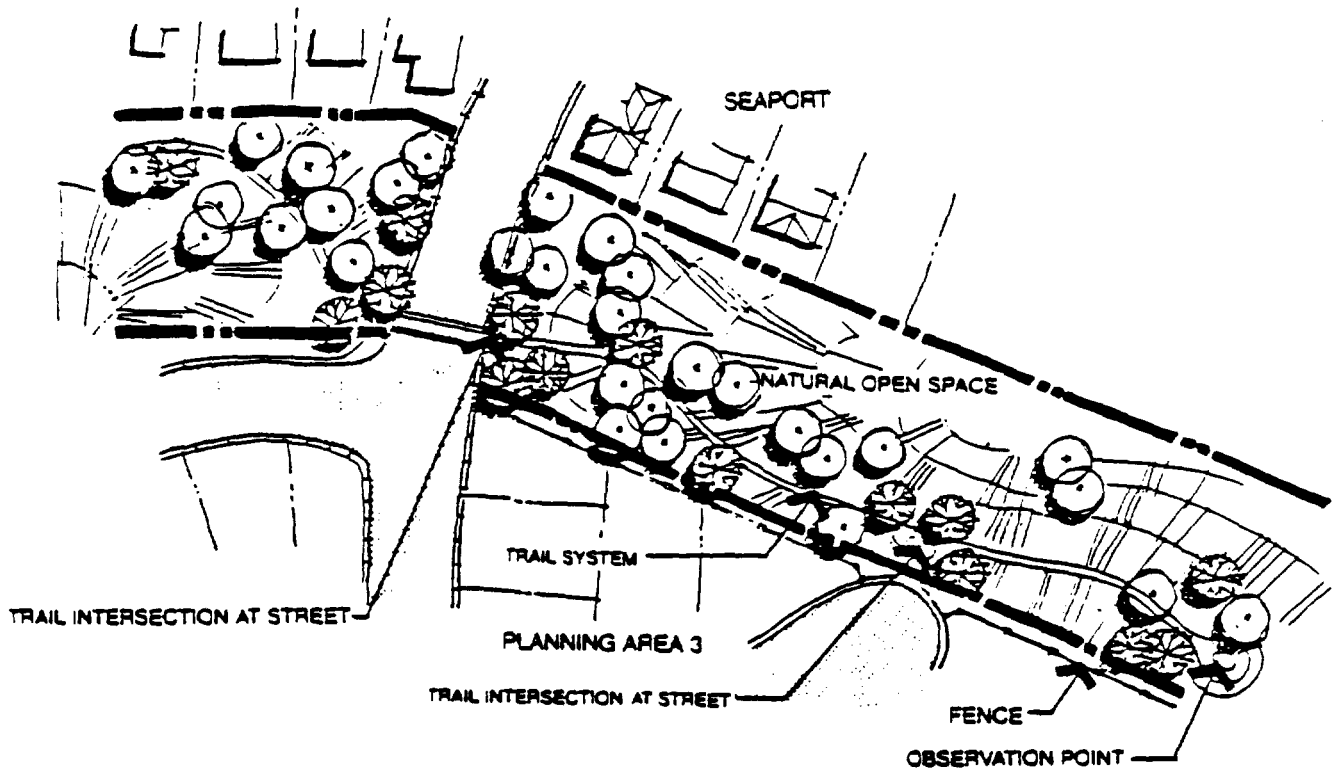 SEAPORT
NATURAL OPEN SPACE
TRAIL SYSTEM
TRAIL INTERSECTION AT STREET
PLANNING AREA 3
TRAIL INTERSECTION AT STREET
FENCE
OBSERVATION POINT